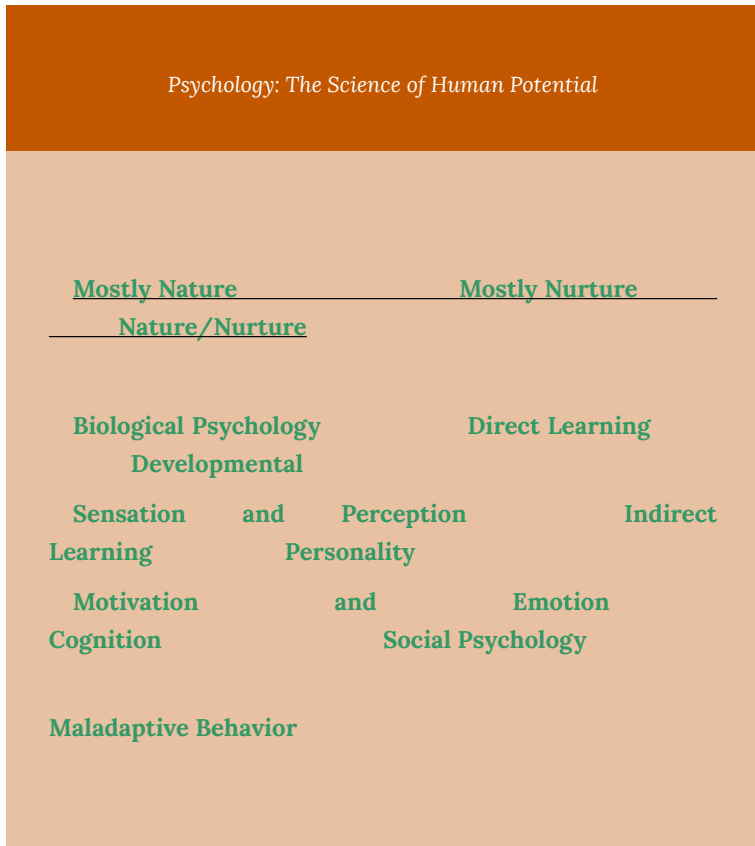 Psychology: The Science of Human Potential
Mostly Nature Mostly Nurture
Nature/Nurture
Biological Psychology Direct Learning
Developmental
Sensation and Perception Indirect
Learning Personality
Motivation and Emotion
Cognition Social Psychology
Maladaptive Behavior